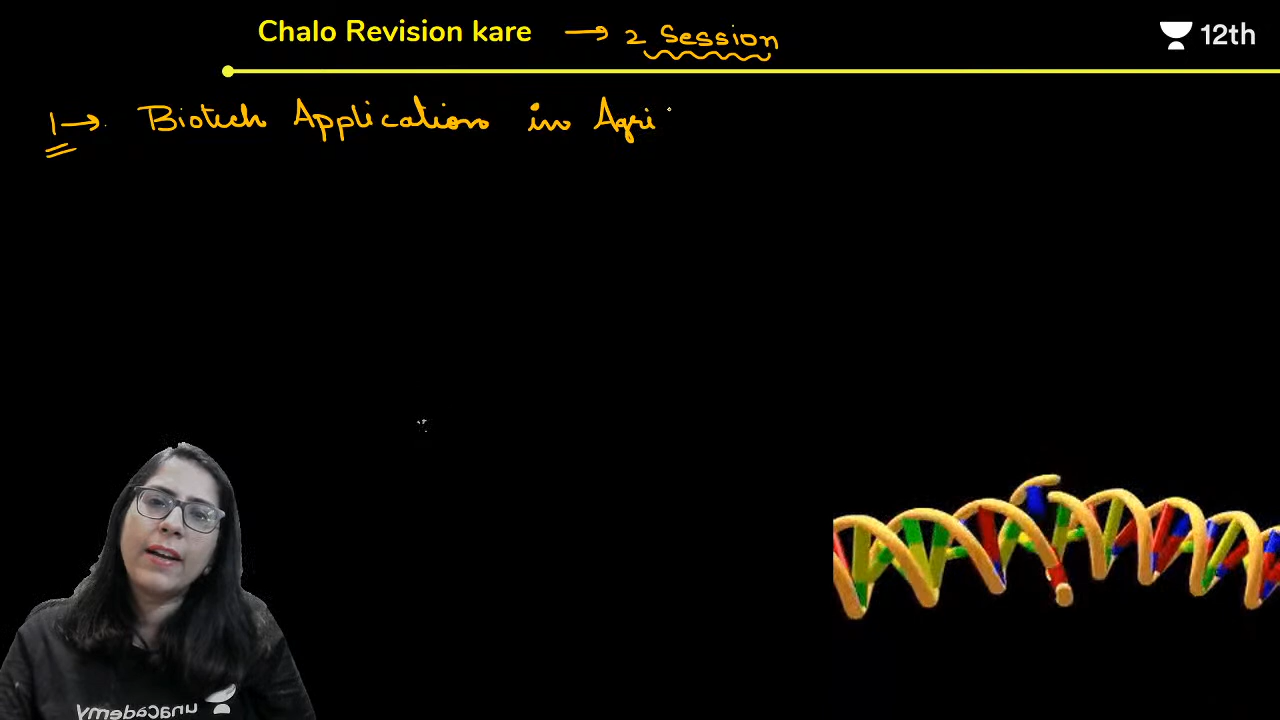 Chalo Revision kare → 2 Session
12th
1→ Biotech Applications in Agri
unacademy